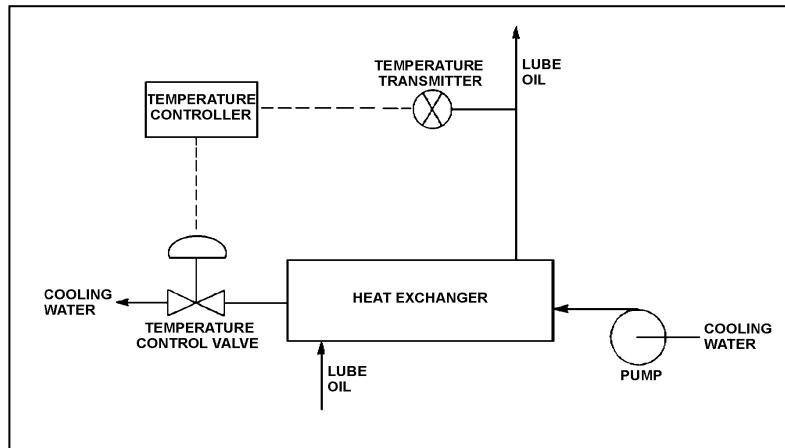 TEMPERATURE
TRANSMITTER
LUBE
OIL
TEMPERATURE
CONTROLLER
HEAT EXCHANGER
COOLING
WATER
TEMPERATURE
CONTROL VALVE
COOLING
WATER
PUMP
LUBE
OIL